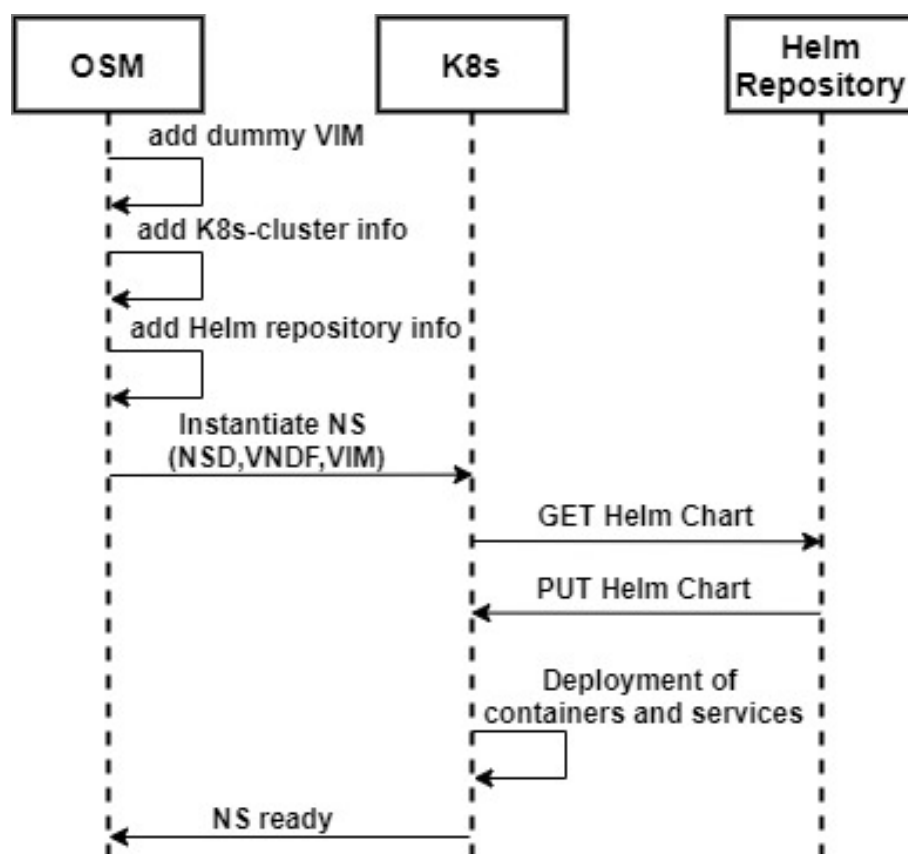 OSM
K8s
Helm
Repository
add dummy VIM
add K8s-cluster info
add Helm repository info
Instantiate NS
(NSD,VNDF,VIM)
GET Helm Chart
PUT Helm Chart
Deployment of
containers and services
NS ready